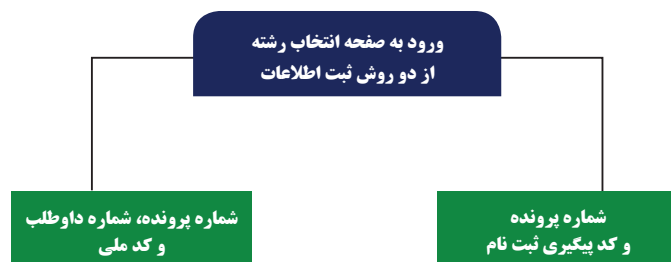 ورود به صفحه انتخاب رشته
از دو روش ثبت اطلاعات
شماره پرونده
و کد پیگیری ثبت نام
شماره پرونده، شماره داوطلب
و کد ملی